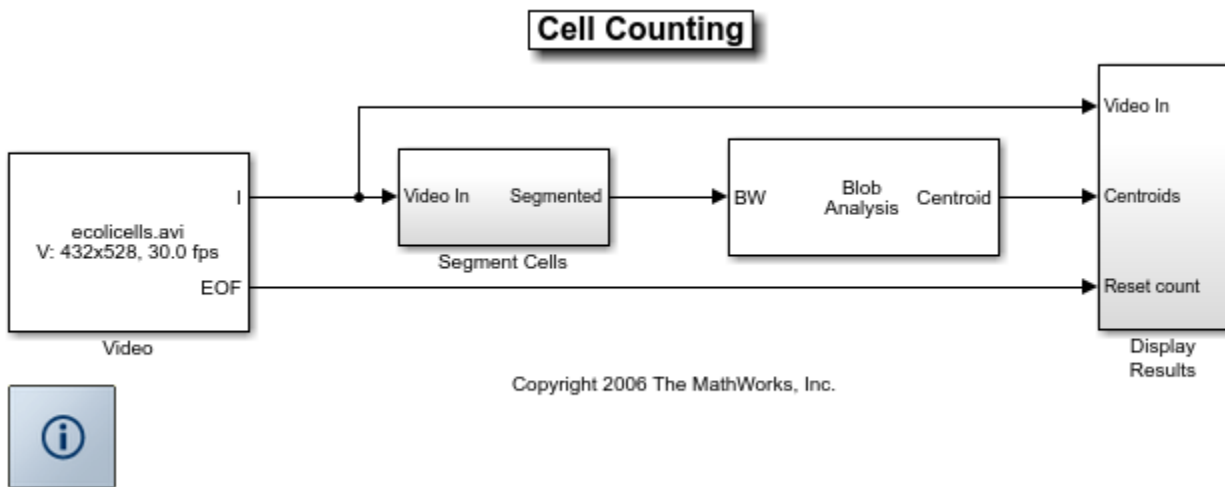 Cell Counting
I
ecolicells.avi
V: 432x528, 30.0 fps
EOF
Video
Video In
Segmented
Segment Cells
BW
Blob
Analysis
Centroid
Video In
Centroids
Reset count
Display
Results
Copyright 2006 The MathWorks, Inc.